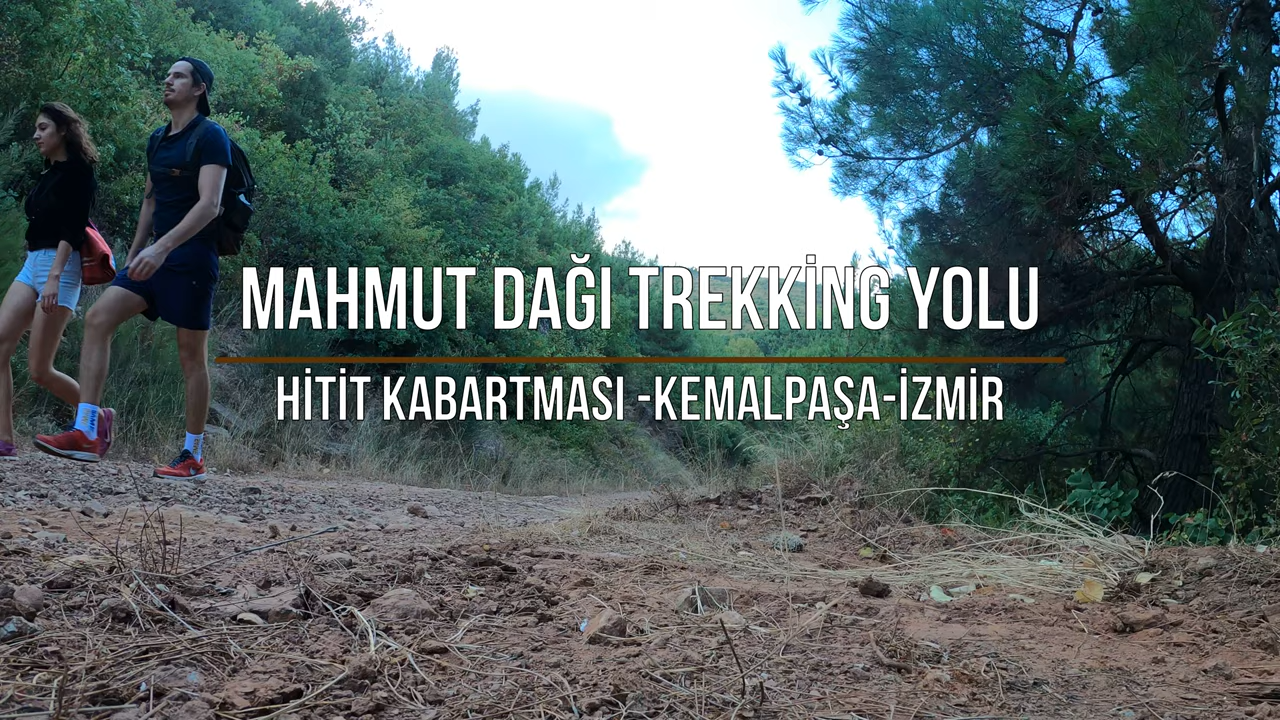 MAHMUT DAĞI TREKKİNG YOLU
HİTİT KABARTMASI -KEMALPAŞA-İZMİR